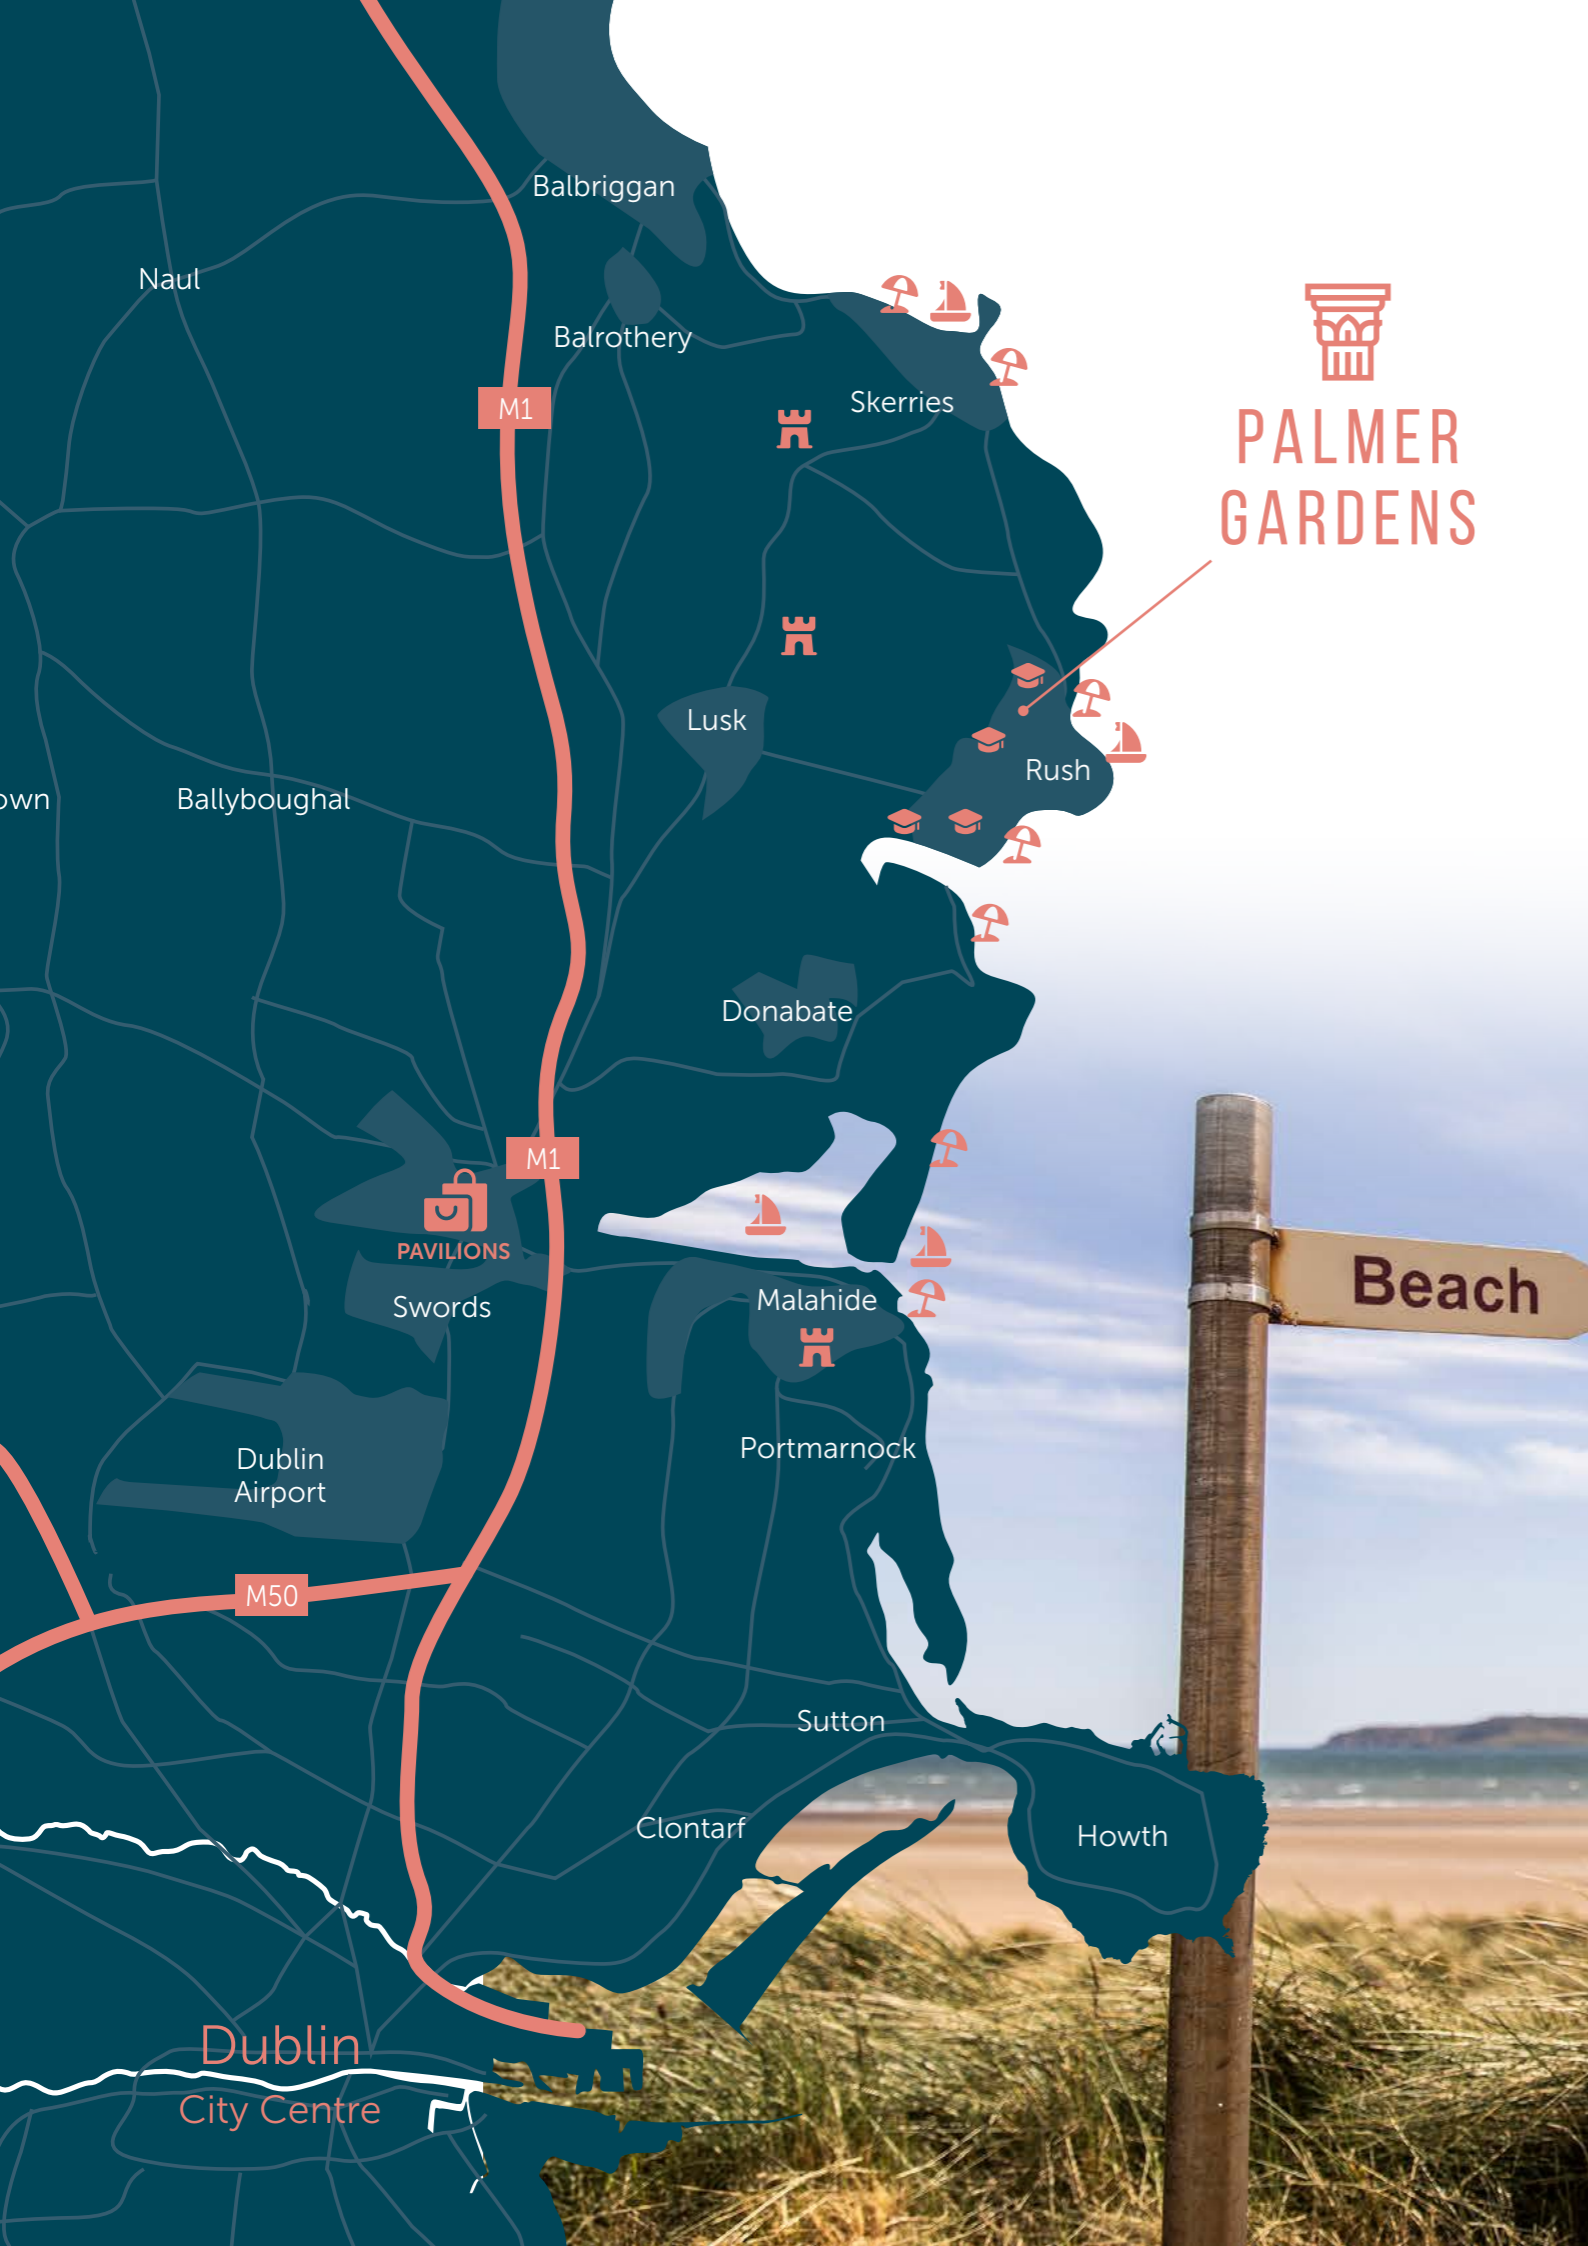 Balbriggan
Naul
Balrothery
M1
Skerries
PALMER
GARDENS
Lusk
Rush
own
Ballyboughal
Donabate
M1
PAVILIONS
Swords
Malahide
Beach
Portmarnock
Dublin
Airport
M50
Sutton
Clontarf
Howth
Dublin
City Centre